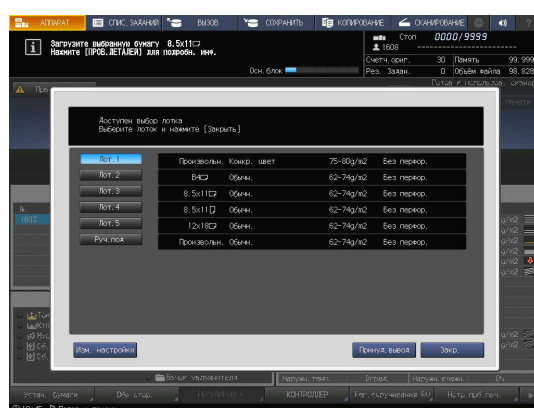 АППАРАТ СПИС. ЗАДАНИЙ ВЫЗОВ СОХРАНИТЬ КОПИРОВАНИЕ СКАНИРОВАНИЕ
Загрузите выбранную бумагу 8.5x11
Нажмите [ПРОВ.ДЕТАЛЕЙ] для подробн. инф.
Стоп 0000/9999
1608
Осн. блок
Счетч.ориг. 30 Память 99.999
Рез. Задан. 0 Объём файла 98.828
Доступен выбор лотка
Выберите лоток и нажмите [Закрыть]
Лот.1 Произвольн. Конкр. цвет 75-80g/m2 Без перфор.
Лот.2 B4 Обычн. 62-74g/m2 Без перфор.
Лот.3 8.5x11 Обычн. 62-74g/m2 Без перфор.
Лот.4 8.5x11 Обычн. 62-74g/m2 Без перфор.
Лот.5 12x18 Обычн. 62-74g/m2 Без перфор.
Руч.под Произвольн. Обычн. 62-74g/m2 Без перфор.
Изм. настройки Принуд.вывод Закр.
КОНТРОЛЛЕР